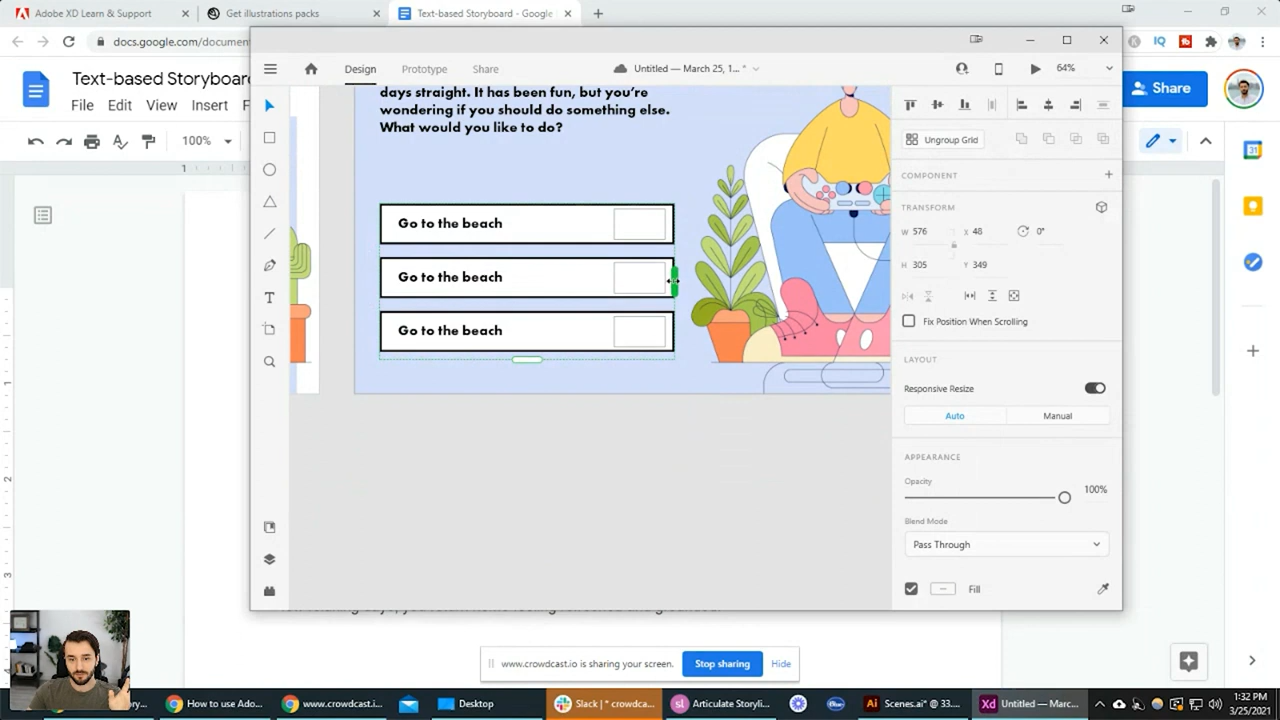 Adobe XD Learn & Support
Get illustrations packs
Text-based Storyboard - Google
docs.google.com/document
Text-based Storyboard
File Edit View Insert F
100%
Share
1
Design Prototype Share
Untitled — March 25, 1... *
64%
days straight. It has been fun, but you're
wondering if you should do something else.
What would you like to do?
Go to the beach
Go to the beach
Go to the beach
Ungroup Grid
COMPONENT
TRANSFORM
W 576 X 48 0°
H 305 Y 349
Fix Position When Scrolling
LAYOUT
Responsive Resize
Auto Manual
APPEARANCE
Opacity
100%
Blend Mode
Pass Through
Fill
1
2
3
4
www.crowdcast.io is sharing your screen.
Stop sharing
Hide
How to use Ado...
www.crowdcast.i...
Desktop
Slack | * crowdca...
Articulate Storyli...
Scenes.ai* @ 33....
Untitled — Marc...
1:32 PM
3/25/2021